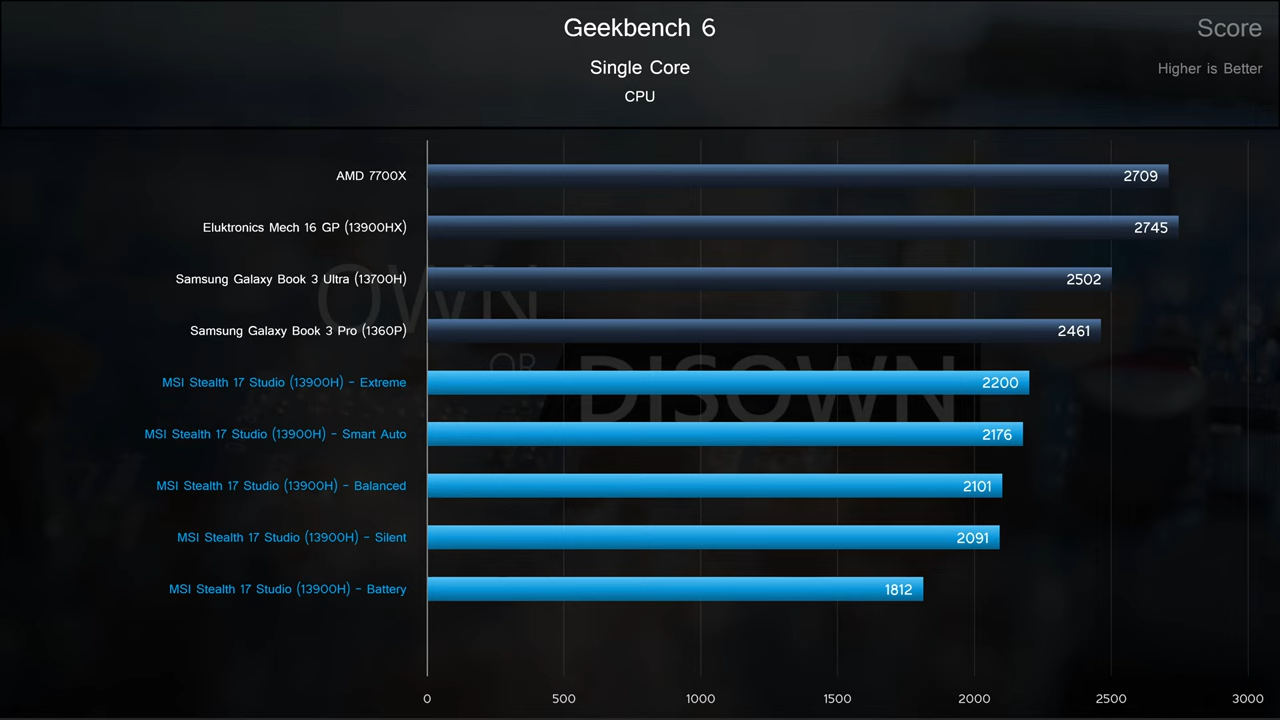 Geekbench 6
Score
Single Core
Higher is Better
CPU
AMD 7700X 2709
Eluktronics Mech 16 GP (13900HX) 2745
Samsung Galaxy Book 3 Ultra (13700H) 2502
Samsung Galaxy Book 3 Pro (1360P) 2461
MSI Stealth 17 Studio (13900H) - Extreme 2200
MSI Stealth 17 Studio (13900H) - Smart Auto 2176
MSI Stealth 17 Studio (13900H) - Balanced 2101
MSI Stealth 17 Studio (13900H) - Silent 2091
MSI Stealth 17 Studio (13900H) - Battery 1812
0 500 1000 1500 2000 2500 3000
OWN
OR
DISOWN